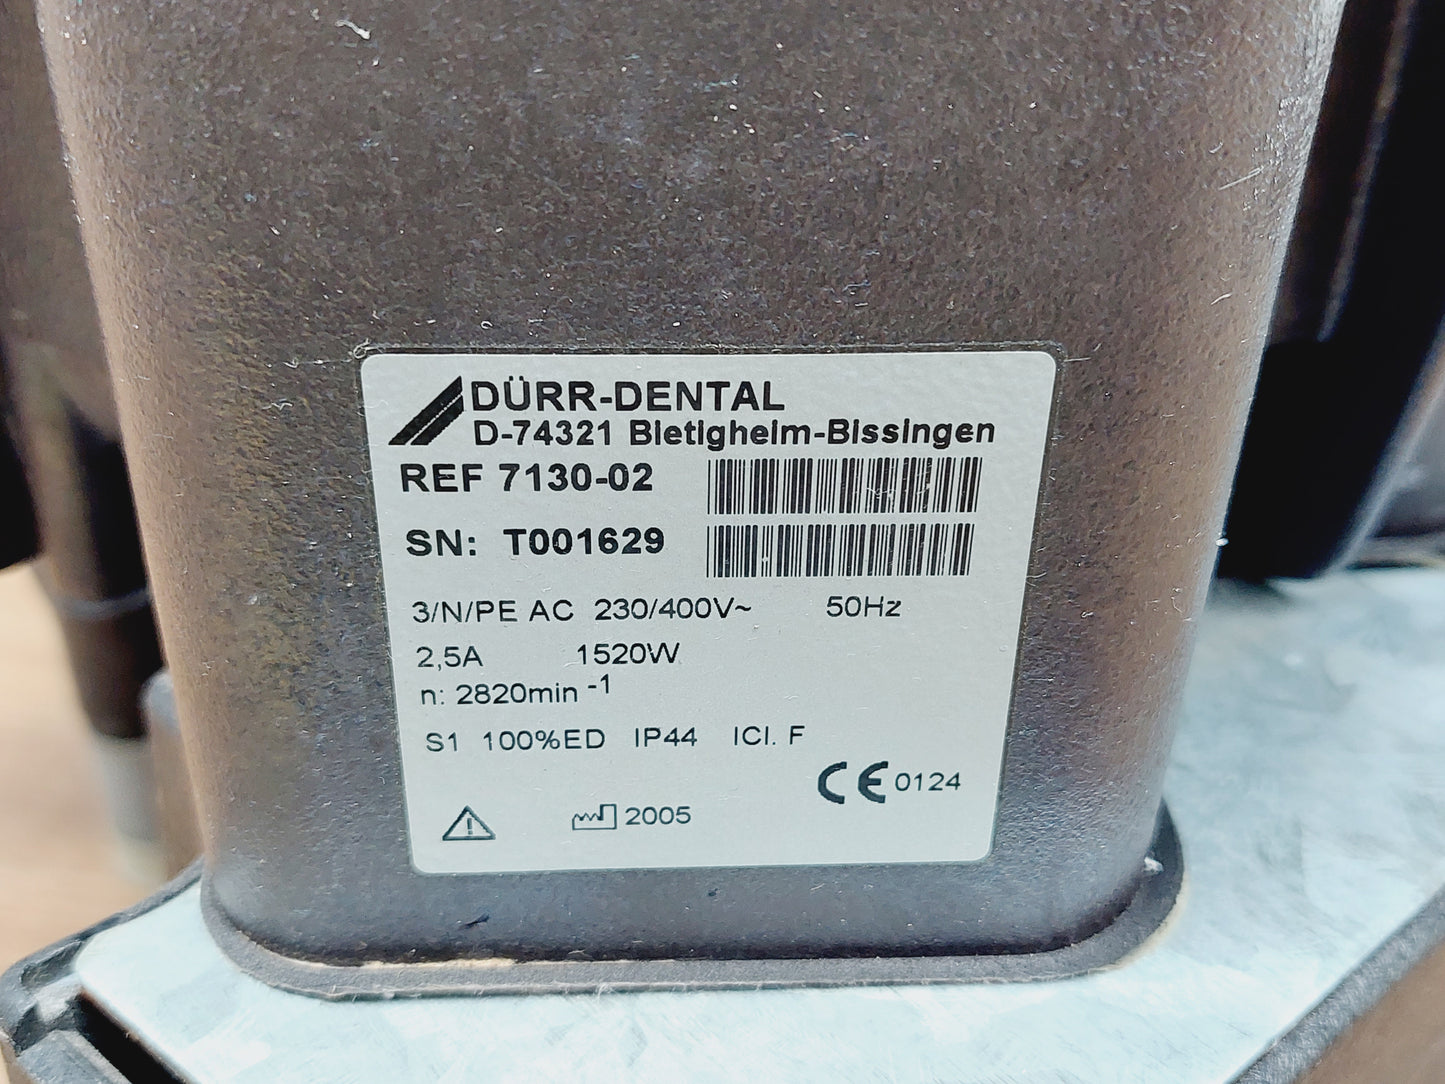 DÜRR-DENTAL
D-74321 Bietigheim-Bissingen
REF 7130-02
SN: T001629
3/N/PE AC 230/400V~ 50Hz
2,5A 1520W
n: 2820min⁻¹
S1 100%ED IP44 ICl. F
CE 0124
2005